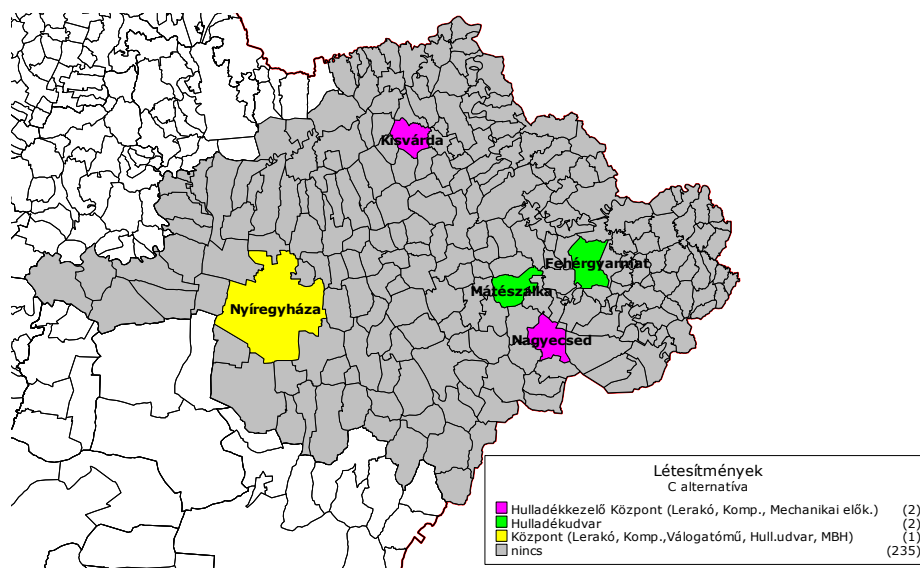 Kisvárda
Fehérgyarmat
Mátészalka
Nyíregyháza
Nagyecsed
Létesítmények
C alternatíva
Hulladékkezelő Központ (Lerakó, Komp., Mechanikai elők.) (2)
Hulladékudvar (2)
Központ (Lerakó, Komp.,Válogatómű, Hull.udvar, MBH) (1)
nincs (235)